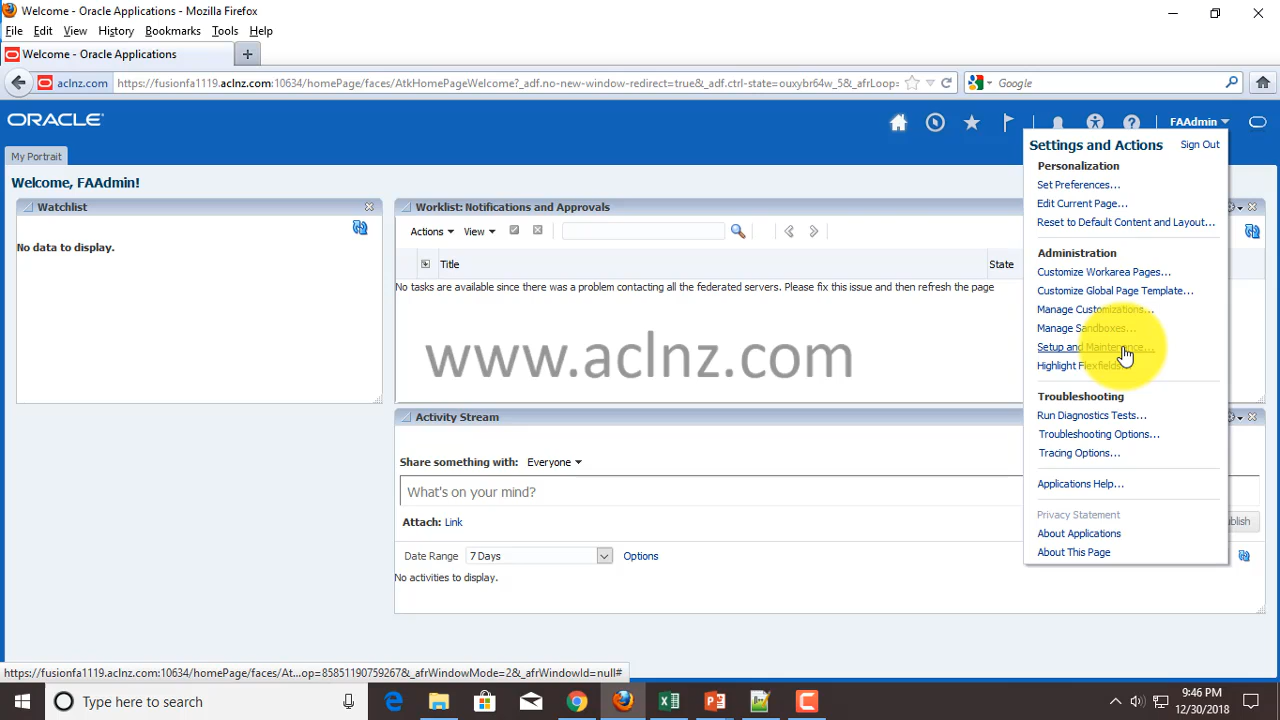 Welcome - Oracle Applications - Mozilla Firefox
File Edit View History Bookmarks Tools Help
Welcome - Oracle Applications
aclnz.com https://fusionfa1119.aclnz.com:10634/homePage/faces/AtkHomePageWelcome?_adf.no-new-window-redirect=true&_adf.ctrl-state=ouxybr64w_5&_afrLoop= Google
ORACLE FAAdmin
My Portrait
Welcome, FAAdmin!
Watchlist
No data to display.
Worklist: Notifications and Approvals
Actions View
Title State
No tasks are available since there was a problem contacting all the federated servers. Please fix this issue and then refresh the page
www.aclnz.com
Activity Stream
Share something with: Everyone
What's on your mind?
Attach: Link
Date Range 7 Days Options
No activities to display.
Settings and Actions Sign Out
Personalization
Set Preferences...
Edit Current Page...
Reset to Default Content and Layout...
Administration
Customize Workarea Pages...
Customize Global Page Template...
Manage Customizations...
Manage Sandboxes...
Setup and Maintenance...
Highlight Flexfields
Troubleshooting
Run Diagnostics Tests...
Troubleshooting Options...
Tracing Options...
Applications Help...
Privacy Statement
About Applications
About This Page
https://fusionfa1119.aclnz.com:10634/homePage/faces/At...op=85851190759267&_afrWindowMode=2&_afrWindowId=null#
Type here to search
9:46 PM
12/30/2018